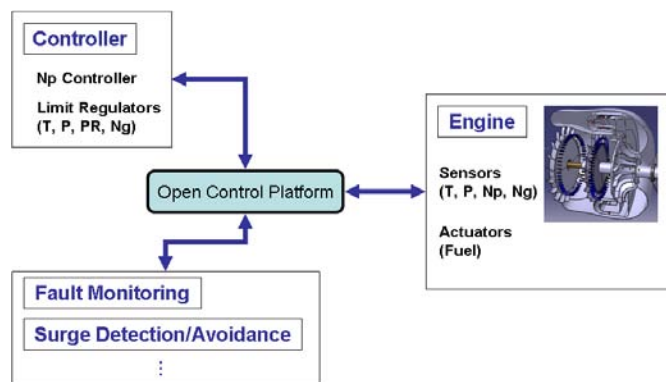 Controller
Np Controller
Limit Regulators
(T, P, PR, Ng)
Engine
Sensors
(T, P, Np, Ng)
Actuators
(Fuel)
Open Control Platform
Fault Monitoring
Surge Detection/Avoidance
⋮